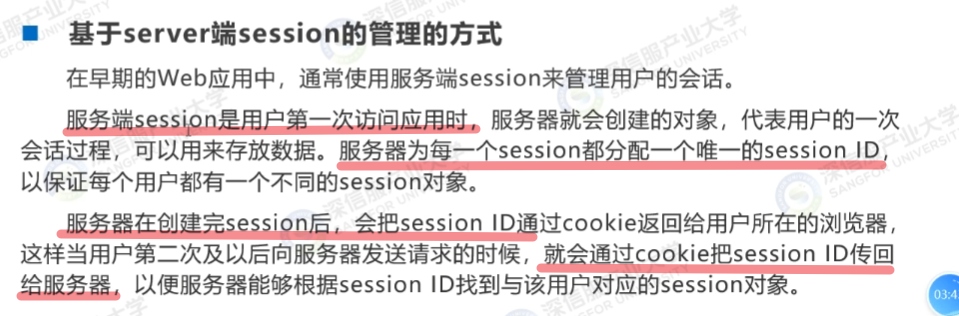 基于server端session的管理的方式
在早期的Web应用中，通常使用服务端session来管理用户的会话。
服务端session是用户第一次访问应用时，服务器就会创建的对象，代表用户的一次
会话过程，可以用来存放数据。服务器为每一个session都分配一个唯一的session ID，
以保证每个用户都有一个不同的session对象。
服务器在创建完session后，会把session ID通过cookie返回给用户所在的浏览器，
这样当用户第二次及以后向服务器发送请求的时候，就会通过cookie把session ID传回
给服务器，以便服务器能够根据session ID找到与该用户对应的session对象。
深信服产业大学
SANGFOR UNIVERSITY